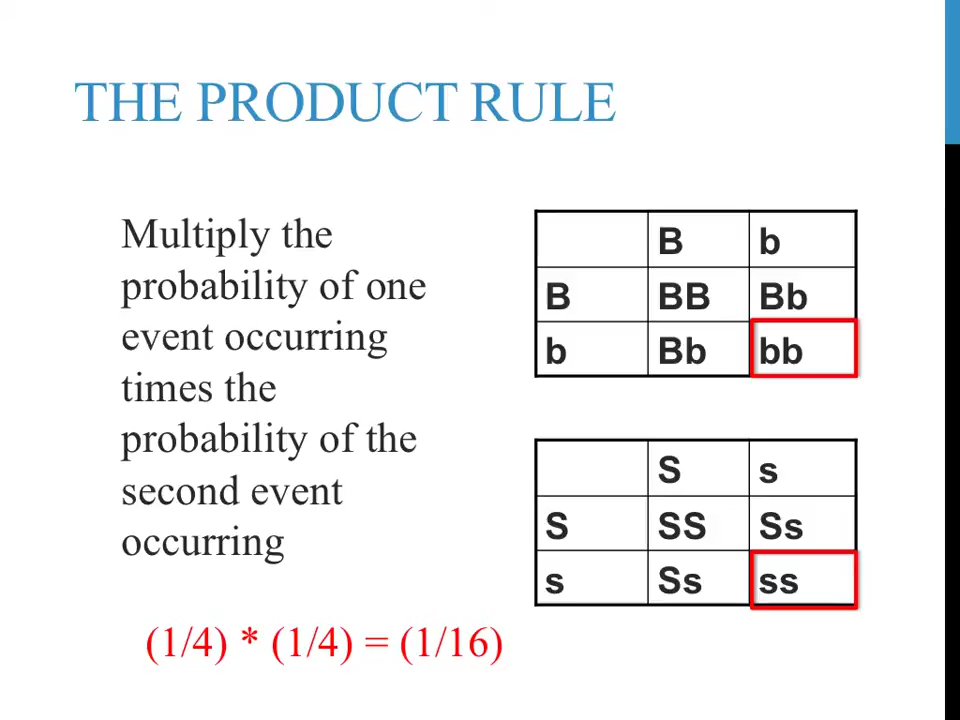 THE PRODUCT RULE
Multiply the
probability of one
event occurring
times the
probability of the
second event
occurring
(1/4) * (1/4) = (1/16)
B b
B BB Bb
b Bb bb
S s
S SS Ss
s Ss ss